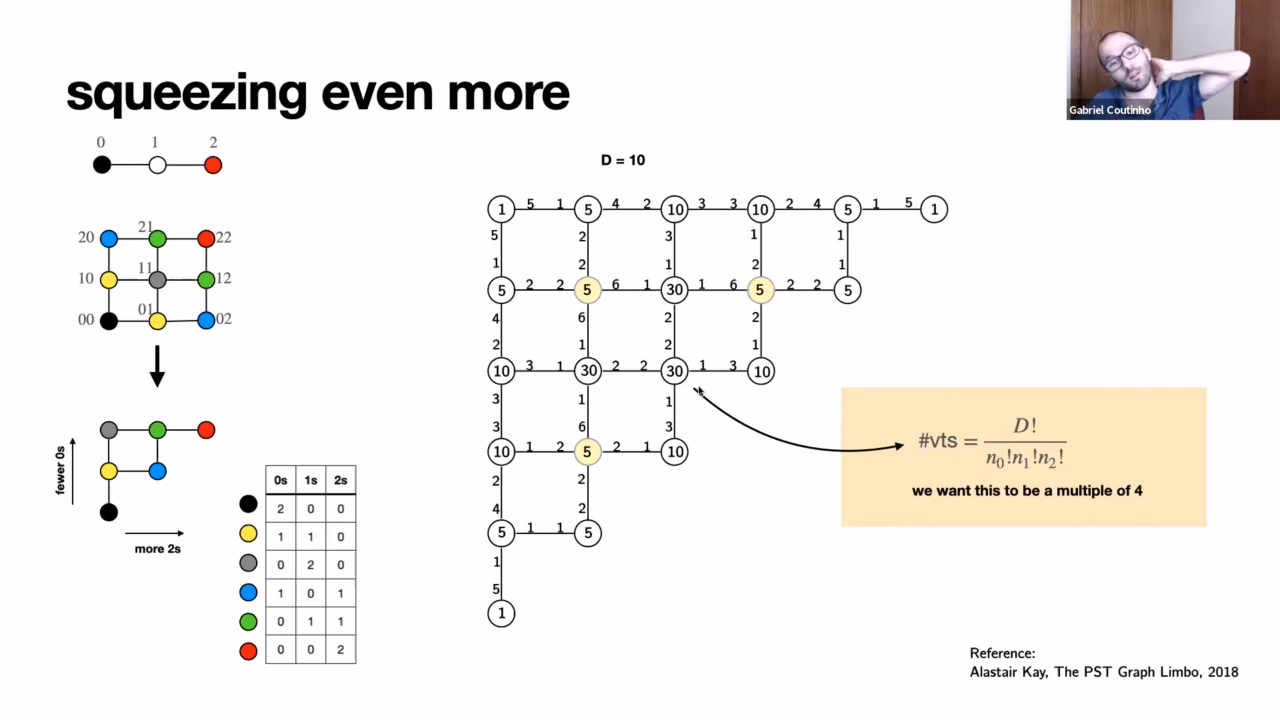 squeezing even more
Gabriel Coutinho
0 1 2
D = 10
1 5 1 5 4 2 10 3 3 10 2 4 5 1 5 1
21
20 22
5 2 3 1 1
11
1 2 1 2 1
10 12
5 2 2 5 6 1 30 1 6 5 2 2 5
01
00 02
4 6 2 2
2 1 2 1
10 3 1 30 2 2 30 1 3 10
3 1 1
3 6 3
#vts = D! / n₀!n₁!n₂!
we want this to be a multiple of 4
10 1 2 5 2 1 10
fewer 0s
more 2s
2 2
4 2
5 1 1 5
1
5
1
0s 1s 2s
2 0 0
1 1 0
0 2 0
1 0 1
0 1 1
0 0 2
Reference:
Alastair Kay, The PST Graph Limbo, 2018